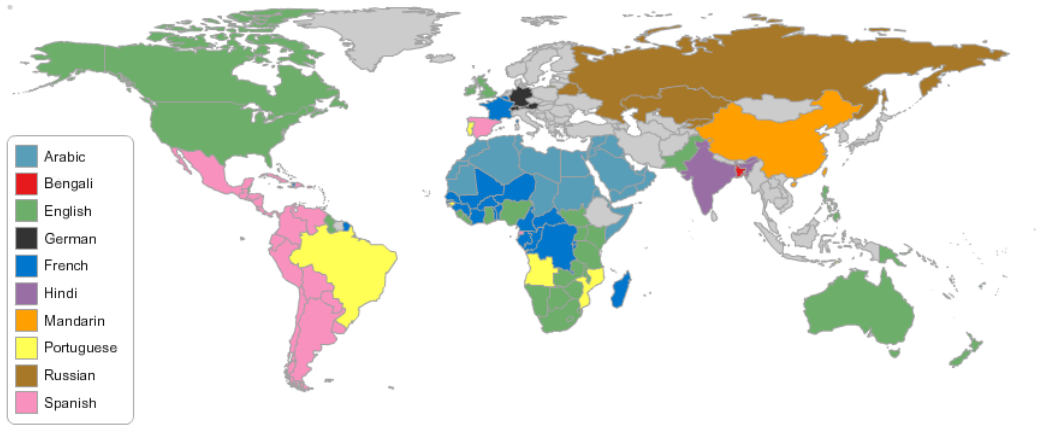 Arabic
Bengali
English
German
French
Hindi
Mandarin
Portuguese
Russian
Spanish